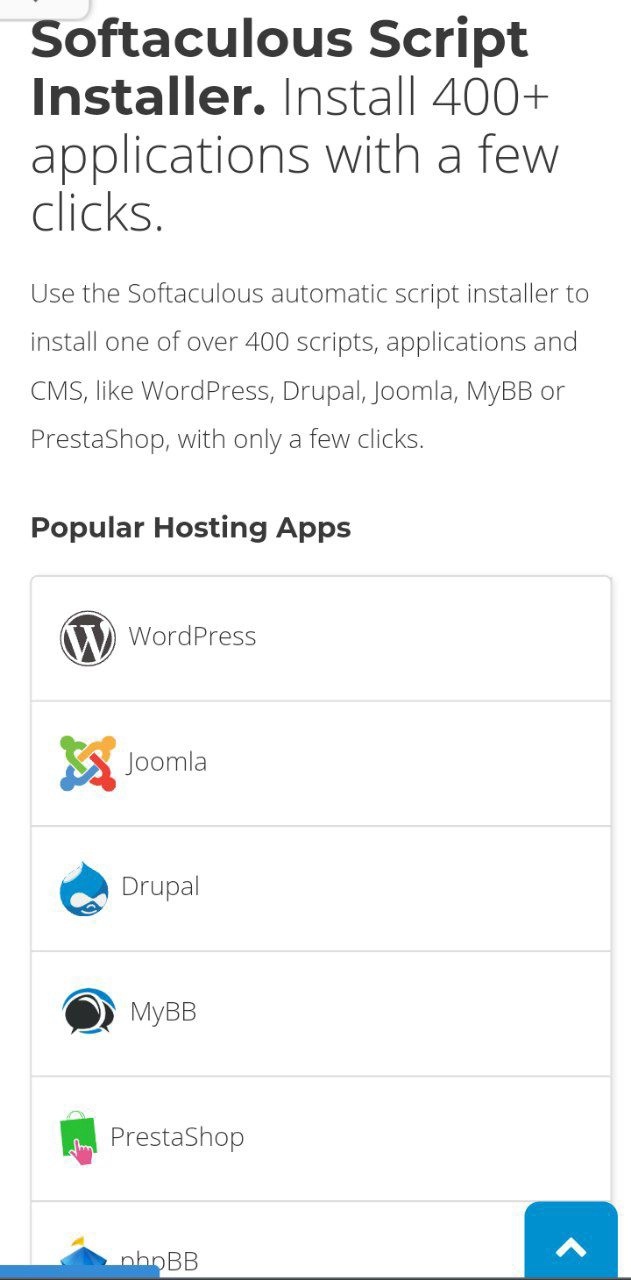 Softaculous Script
Installer. Install 400+
applications with a few
clicks.
Use the Softaculous automatic script installer to
install one of over 400 scripts, applications and
CMS, like WordPress, Drupal, Joomla, MyBB or
PrestaShop, with only a few clicks.
Popular Hosting Apps
WordPress
Joomla
Drupal
MyBB
PrestaShop
phpBB